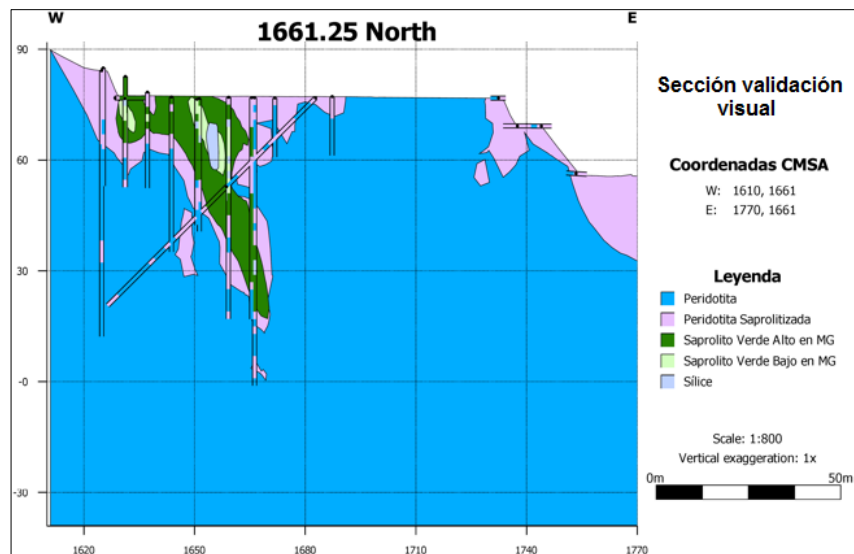 W
1661.25 North
E
90
60
30
-0
-30
1620
1650
1680
1710
1740
1770
Sección validación
visual
Coordenadas CMSA
W: 1610, 1661
E: 1770, 1661
Leyenda
Peridotita
Peridotita Saprolitizada
Saprolito Verde Alto en MG
Saprolito Verde Bajo en MG
Sílice
Scale: 1:800
Vertical exaggeration: 1x
0m
50m